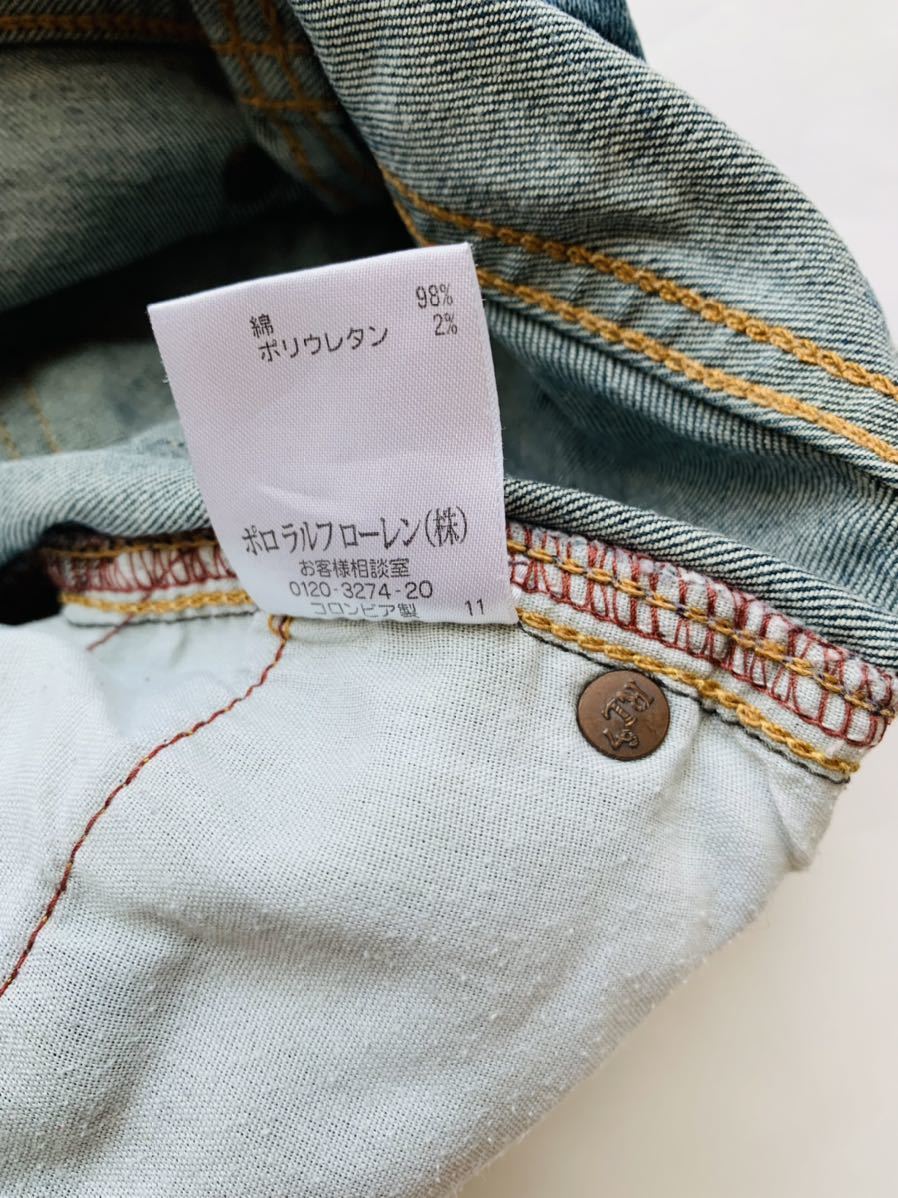 綿 98%
ポリウレタン 2%
ポロラルフローレン(株)
お客様相談室
0120-3274-20
コロンビア製 11